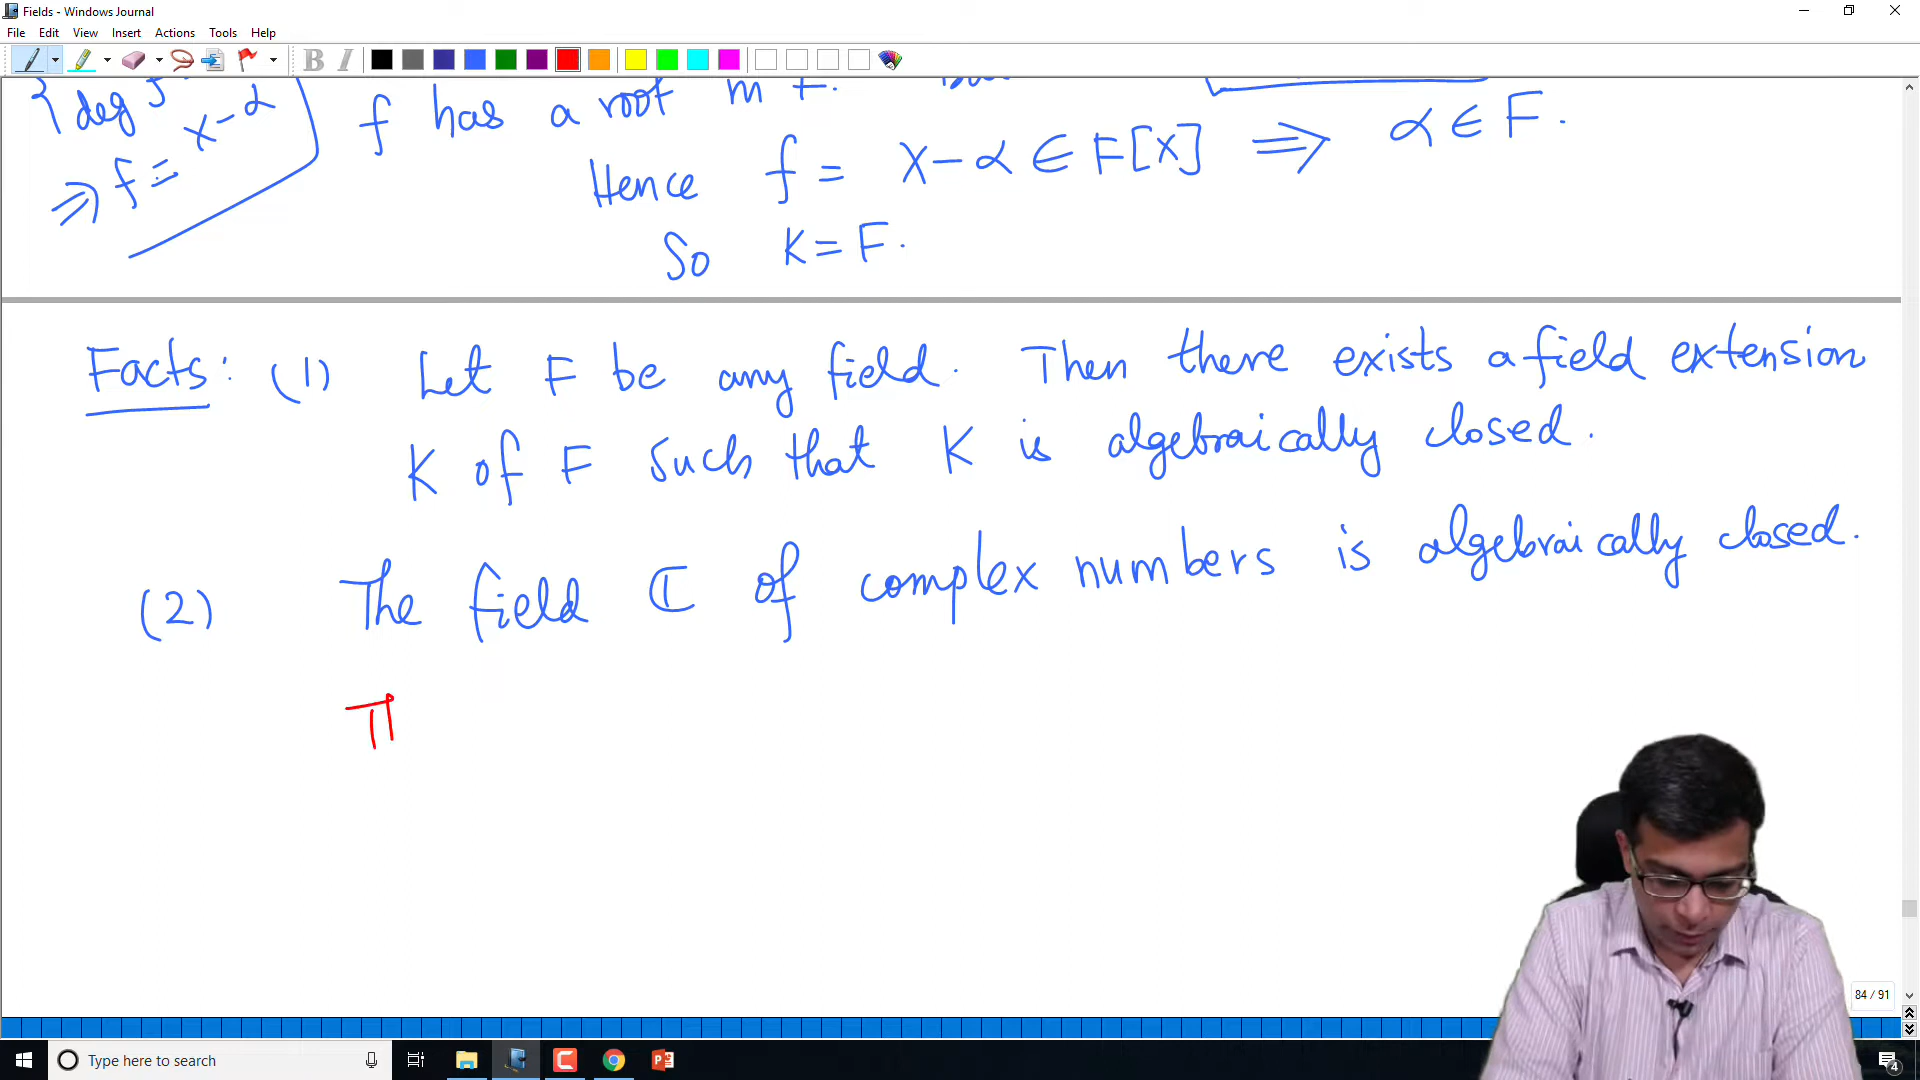 Fields - Windows Journal
File Edit View Insert Actions Tools Help
B I
{deg f
⇒ f = x-α
f has a root in F.
Hence f = X-α ∈ F[X] ⇒ α ∈ F.
So K = F.
Facts: (1) Let F be any field. Then there exists a field extension
K of F such that K is algebraically closed.
(2) The field ℂ of complex numbers is algebraically closed.
84 / 91
Type here to search
4